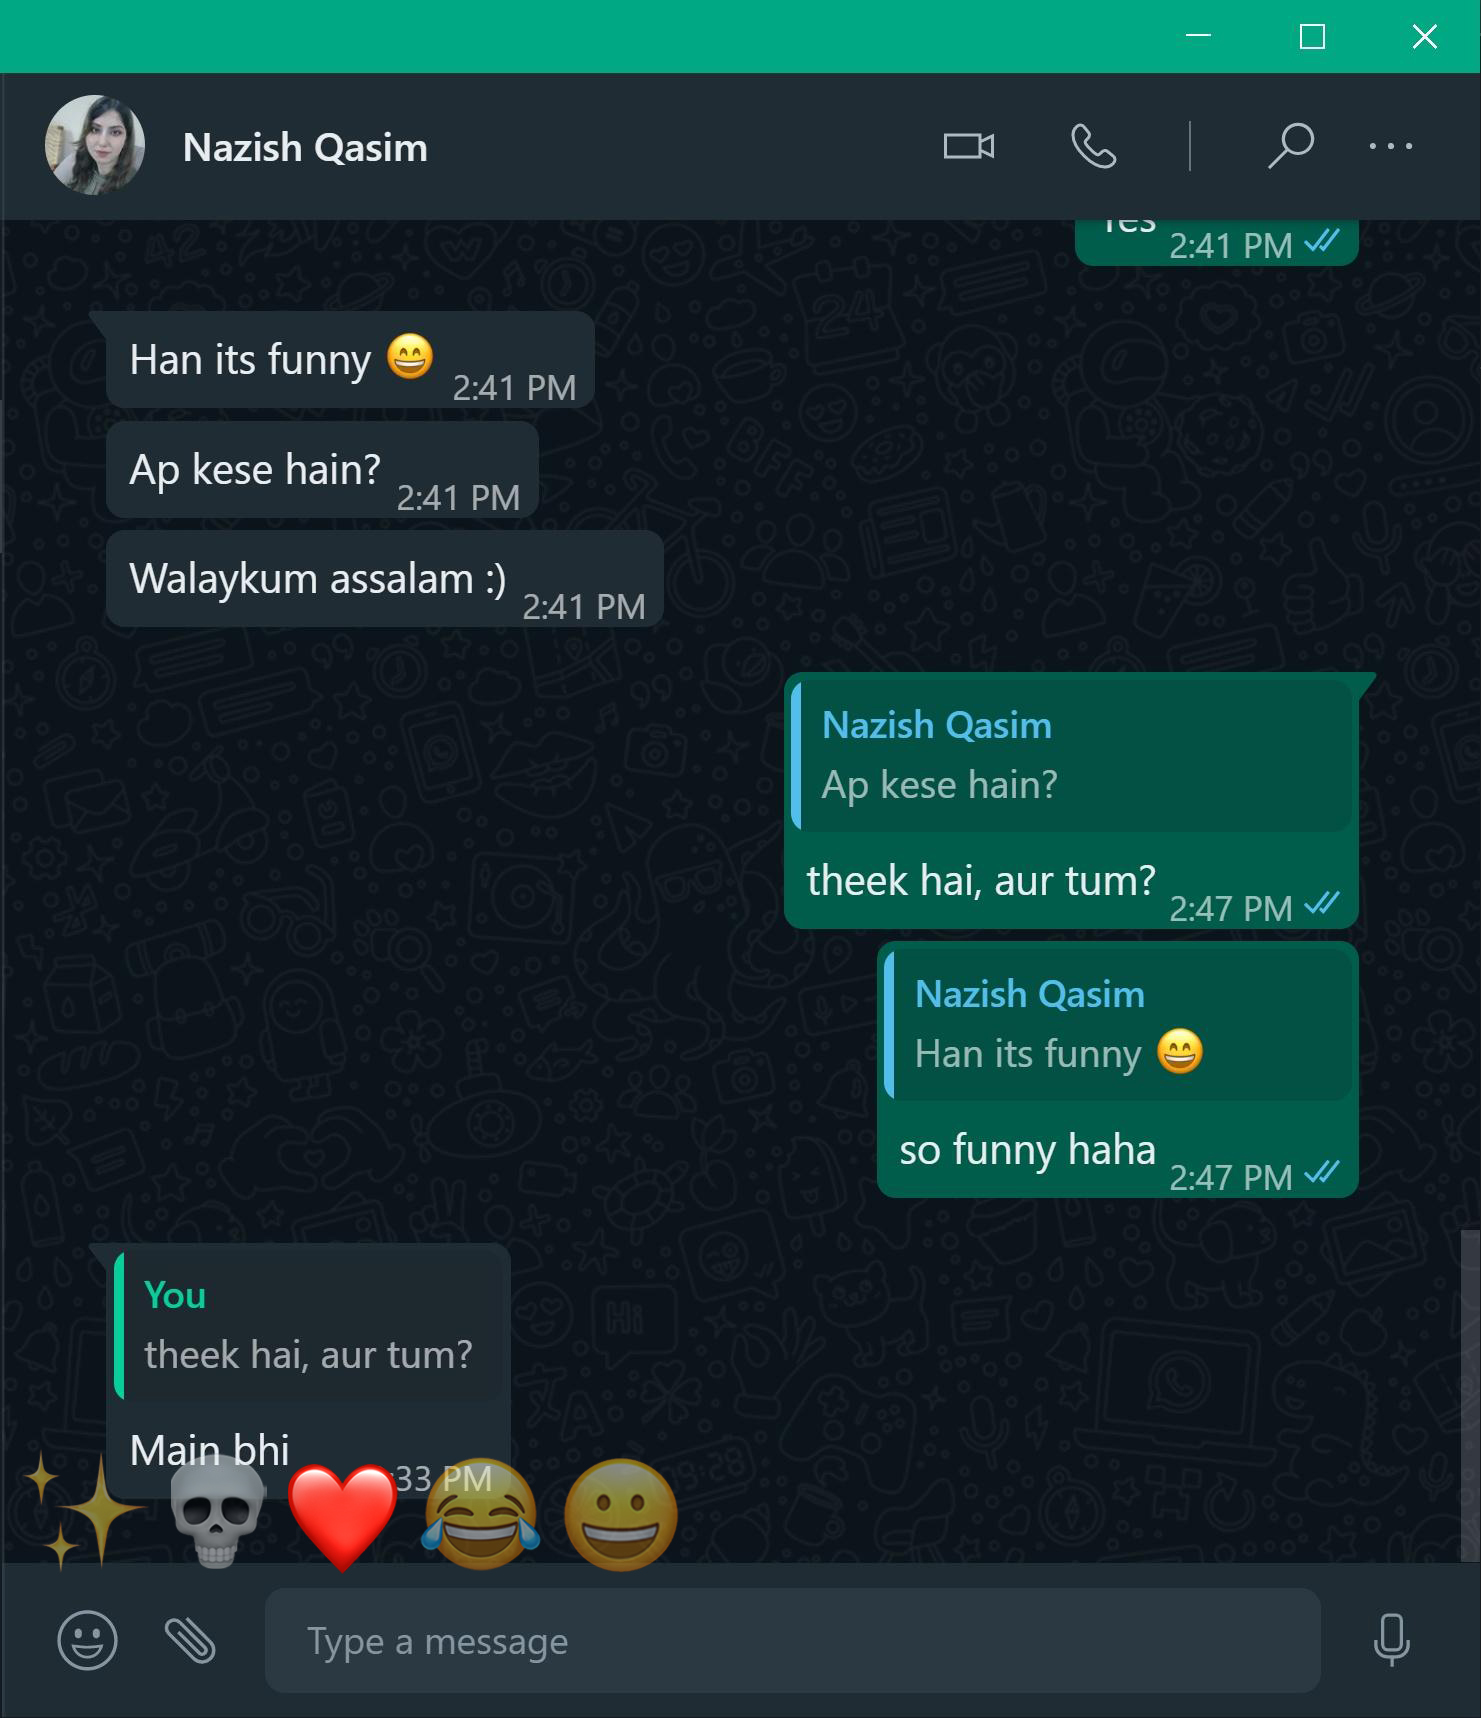 Nazish Qasim
Yes
2:41 PM
Han its funny 😄
2:41 PM
Ap kese hain?
2:41 PM
Walaykum assalam :)
2:41 PM
Nazish Qasim
Ap kese hain?
theek hai, aur tum?
2:47 PM
Nazish Qasim
Han its funny 😄
so funny haha
2:47 PM
You
theek hai, aur tum?
Main bhi
:33 PM
Type a message